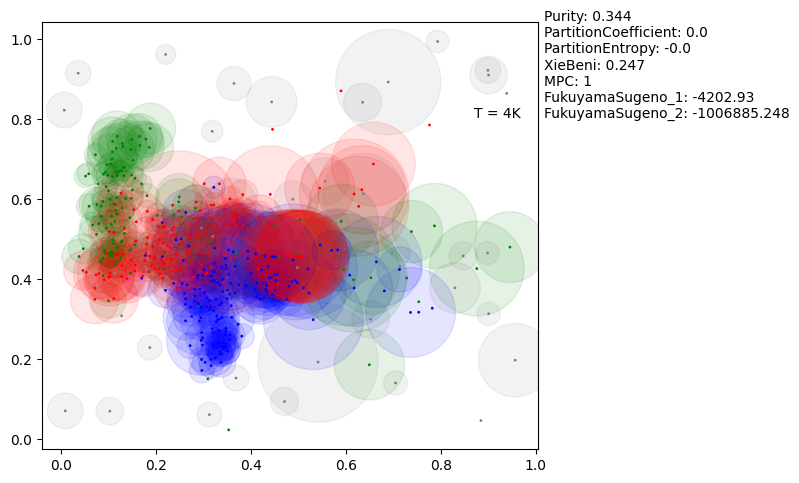 Purity: 0.344
PartitionCoefficient: 0.0
PartitionEntropy: -0.0
XieBeni: 0.247
MPC: 1
FukuyamaSugeno_1: -4202.93
FukuyamaSugeno_2: -1006885.248
T = 4K
1.0
0.8
0.6
0.4
0.2
0.0
0.0 0.2 0.4 0.6 0.8 1.0